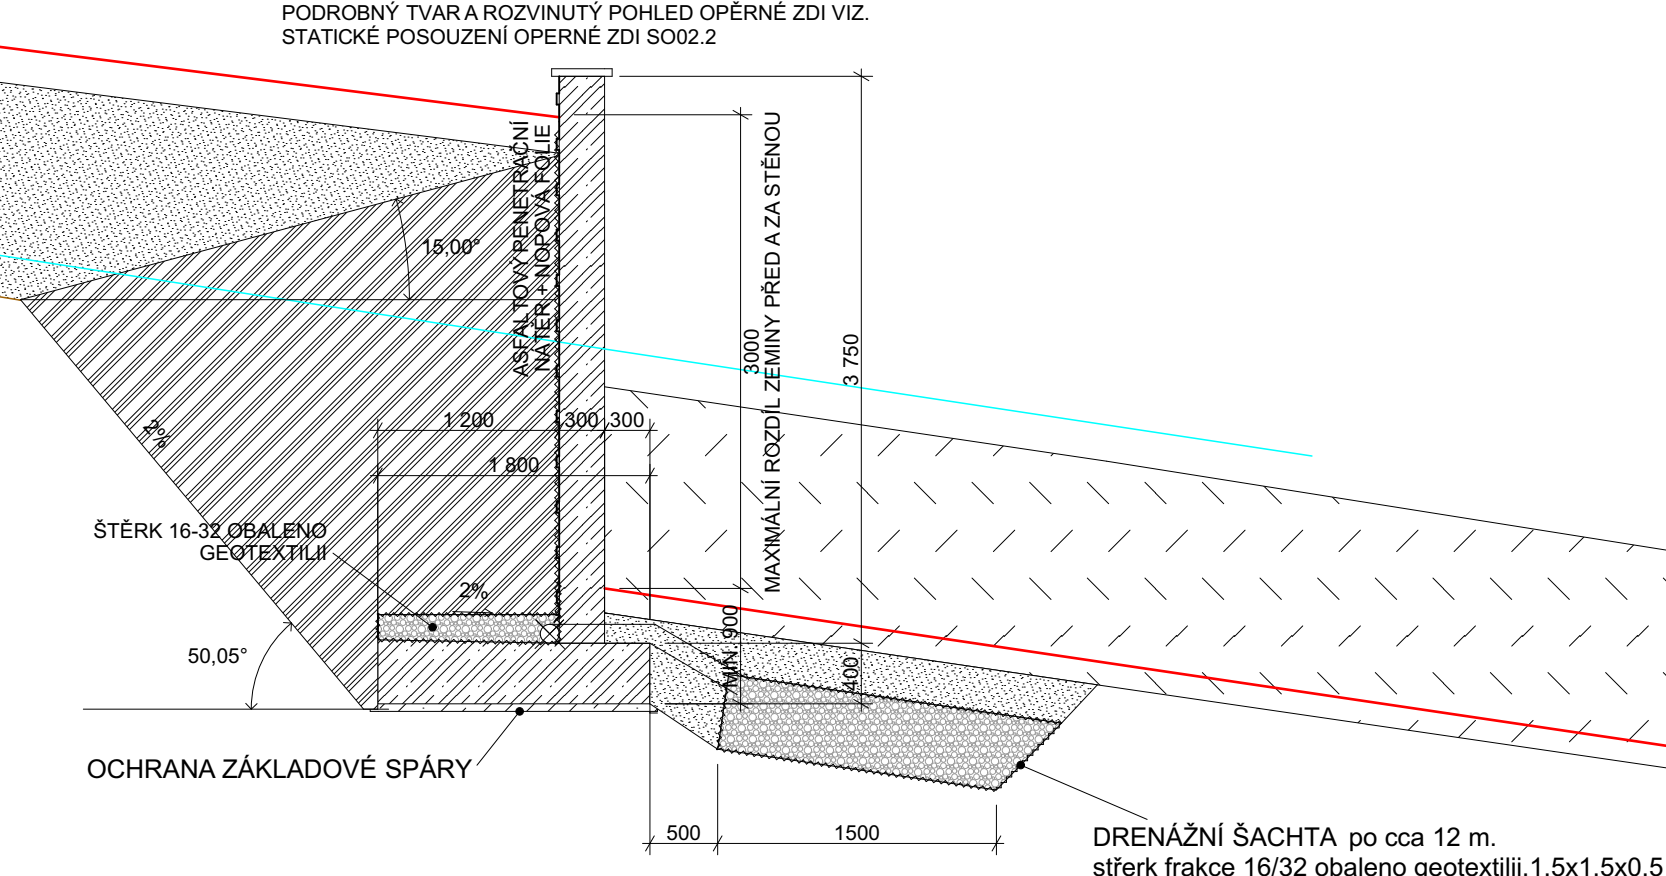 PODROBNÝ TVAR A ROZVINUTÝ POHLED OPĚRNÉ ZDI VIZ.
STATICKÉ POSOUZENÍ OPERNÉ ZDI SO02.2
ASFALTOVÝ PENETRAČNÍ
NÁTĚR + NOPOVÁ FOLIE
15,00°
MAXIMÁLNÍ ROZDÍL ZEMINY PŘED A ZA STĚNOU
3000
3 750
1 200
300
300
2%
1 800
ŠTĚRK 16-32 OBALENO
GEOTEXTILII
2%
MIN 900
50,05°
400
OCHRANA ZÁKLADOVÉ SPÁRY
500
1500
DRENÁŽNÍ ŠACHTA po cca 12 m.
střerk frakce 16/32 obaleno geotextilii,1,5x1,5x0,5